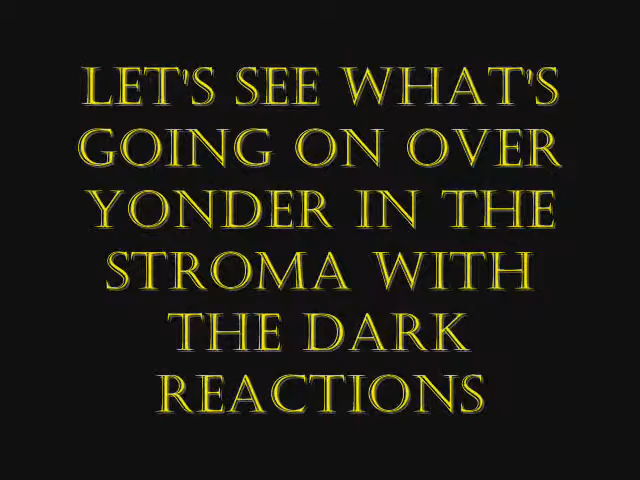 LET'S SEE WHAT'S
GOING ON OVER
YONDER IN THE
STROMA WITH
THE DARK
REACTIONS